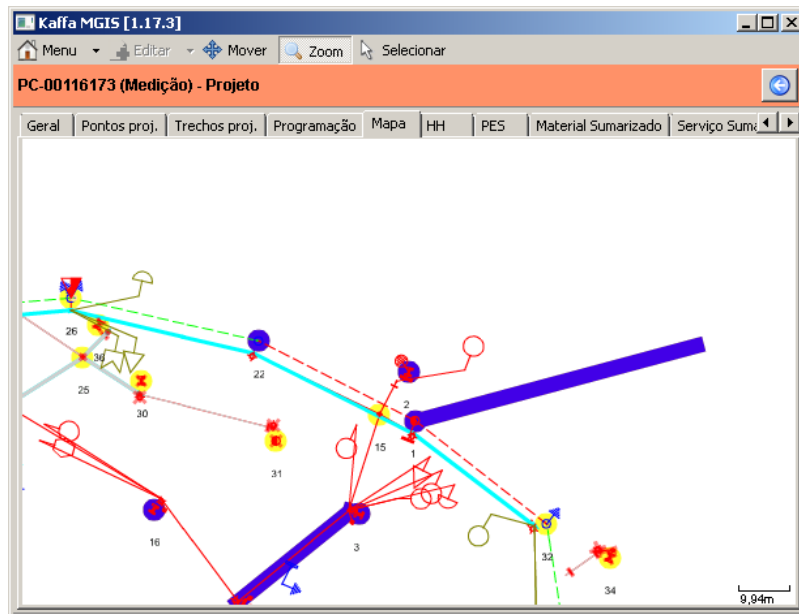 Kaffa MGIS [1.17.3]
Menu Editar Mover Zoom Selecionar
PC-00116173 (Medição) - Projeto
Geral Pontos proj. Trechos proj. Programação Mapa HH PES Material Sumarizado Serviço Suma
26
36
22
25
30
2
15
1
31
16
3
32
34
9,94m